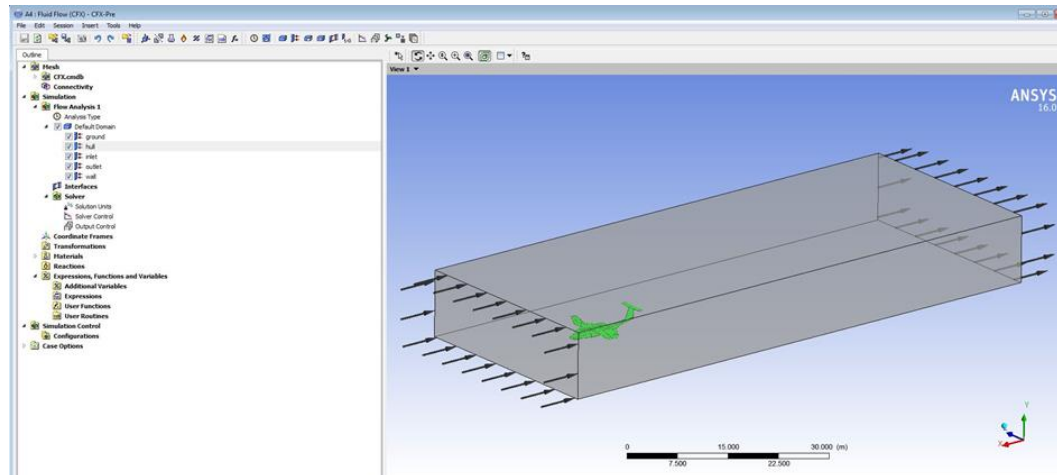 A4 : Fluid Flow (CFX) - CFX-Pre
File Edit Session Insert Tools Help
Outline
Mesh
CFX.cmdb
Connectivity
Simulation
Flow Analysis 1
Analysis Type
Default Domain
ground
hull
inlet
outlet
wall
Interfaces
Solver
Solution Units
Solver Control
Output Control
Coordinate Frames
Transformations
Materials
Reactions
Expressions, Functions and Variables
Additional Variables
Expressions
User Functions
User Routines
Simulation Control
Configurations
Case Options
View 1
ANSYS
16.0
0 15.000 30.000 (m)
7.500 22.500
Y
X